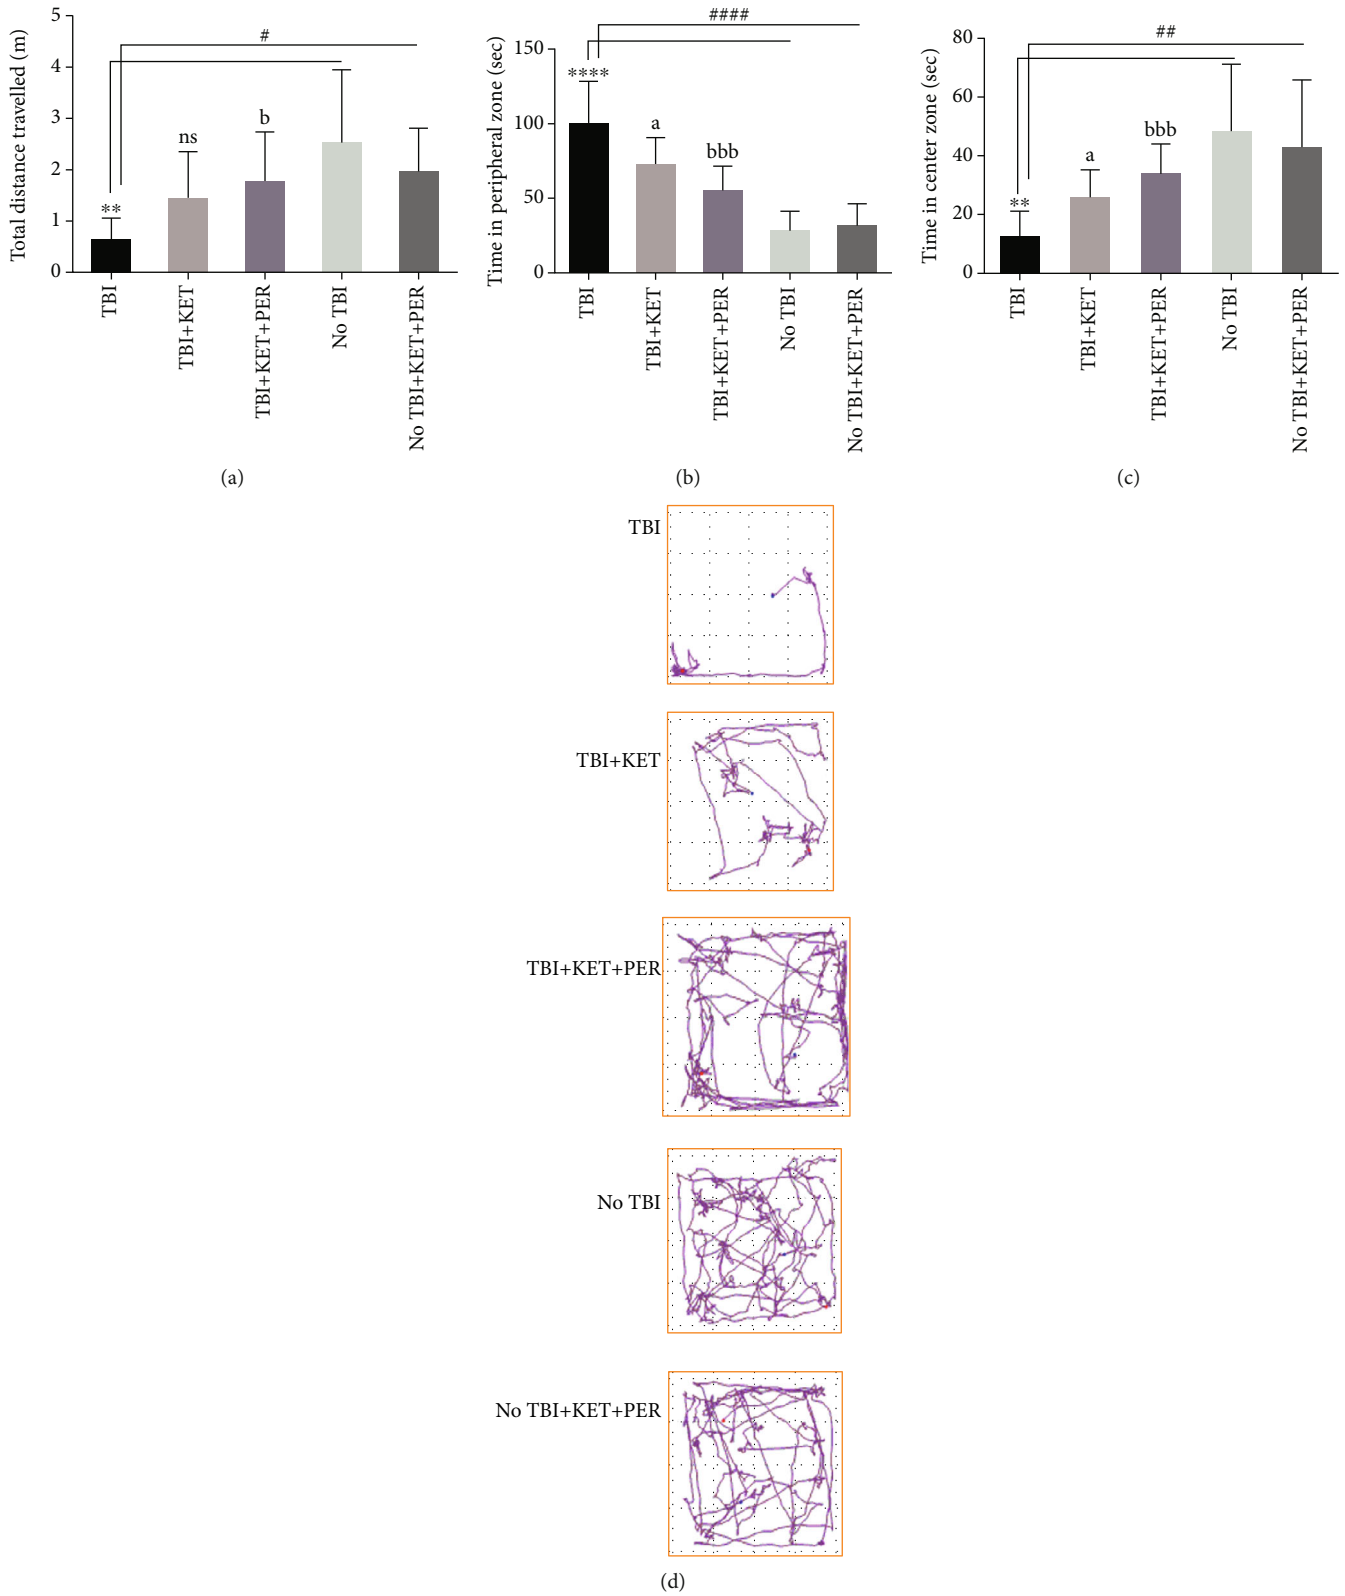 Total distance travelled (m)
5
4
3
2
1
0
#
**
ns
b
TBI
TBI+KET
TBI+KET+PER
No TBI
No TBI+KET+PER
(a)
Time in peripheral zone (sec)
150
100
50
0
####
****
a
bbb
TBI
TBI+KET
TBI+KET+PER
No TBI
No TBI+KET+PER
(b)
Time in center zone (sec)
80
60
40
20
0
##
**
a
bbb
TBI
TBI+KET
TBI+KET+PER
No TBI
No TBI+KET+PER
(c)
TBI
TBI+KET
TBI+KET+PER
No TBI
No TBI+KET+PER
(d)